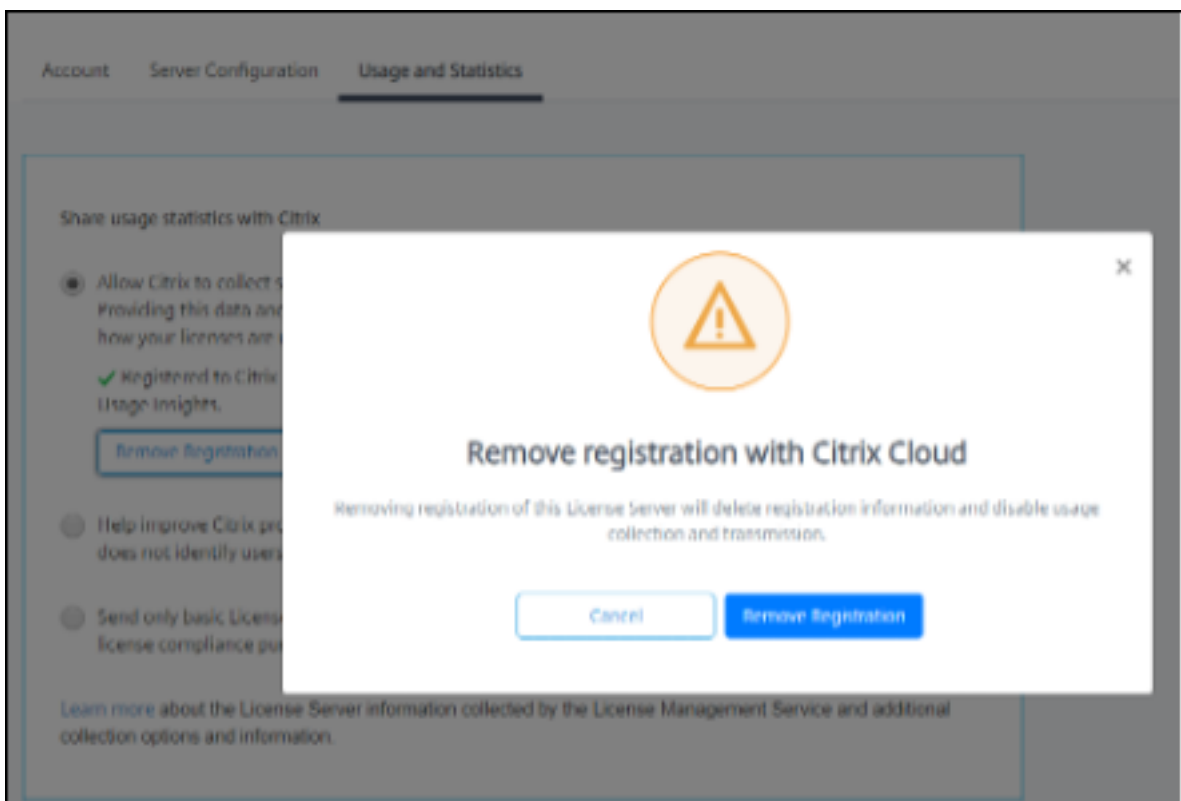 Account Server Configuration Usage and Statistics
Share usage statistics with Citrix
Allow Citrix to collect s
Providing this data and
how your licenses are
Registered to Citrix
Usage Insights.
Remove Registration
Help improve Citrix pro
does not identify users
Send only basic Licens
license compliance pu
Learn more about the License Server information collected by the License Management Service and additional
collection options and information.
Remove registration with Citrix Cloud
Removing registration of this License Server will delete registration information and disable usage
collection and transmission.
Cancel Remove Registration